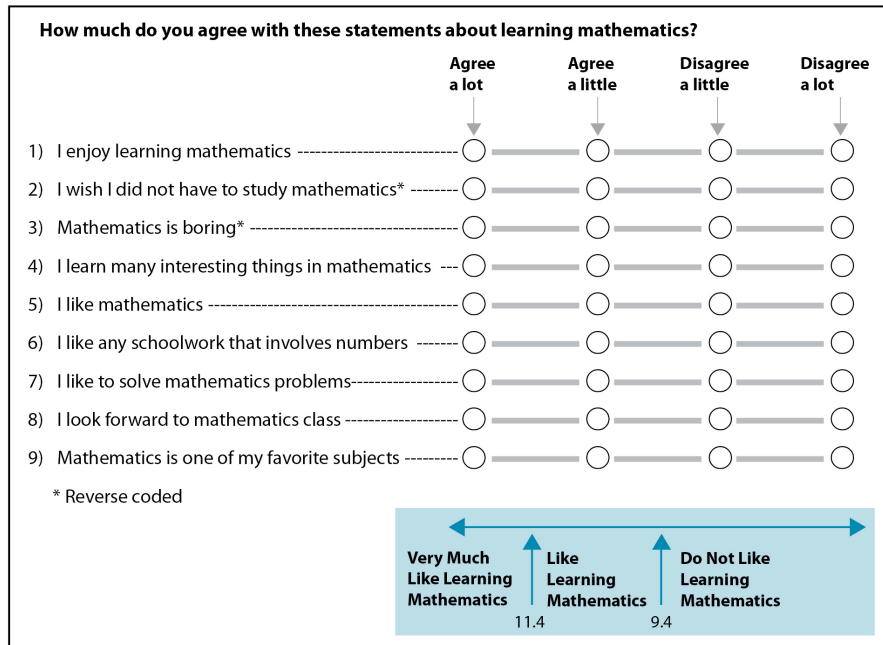 How much do you agree with these statements about learning mathematics?
Agree a lot
Agree a little
Disagree a little
Disagree a lot
1) I enjoy learning mathematics
2) I wish I did not have to study mathematics*
3) Mathematics is boring*
4) I learn many interesting things in mathematics
5) I like mathematics
6) I like any schoolwork that involves numbers
7) I like to solve mathematics problems
8) I look forward to mathematics class
9) Mathematics is one of my favorite subjects
* Reverse coded
Very Much
Like Learning
Mathematics
Like
Learning
Mathematics
Do Not Like
Learning
Mathematics
11.4
9.4